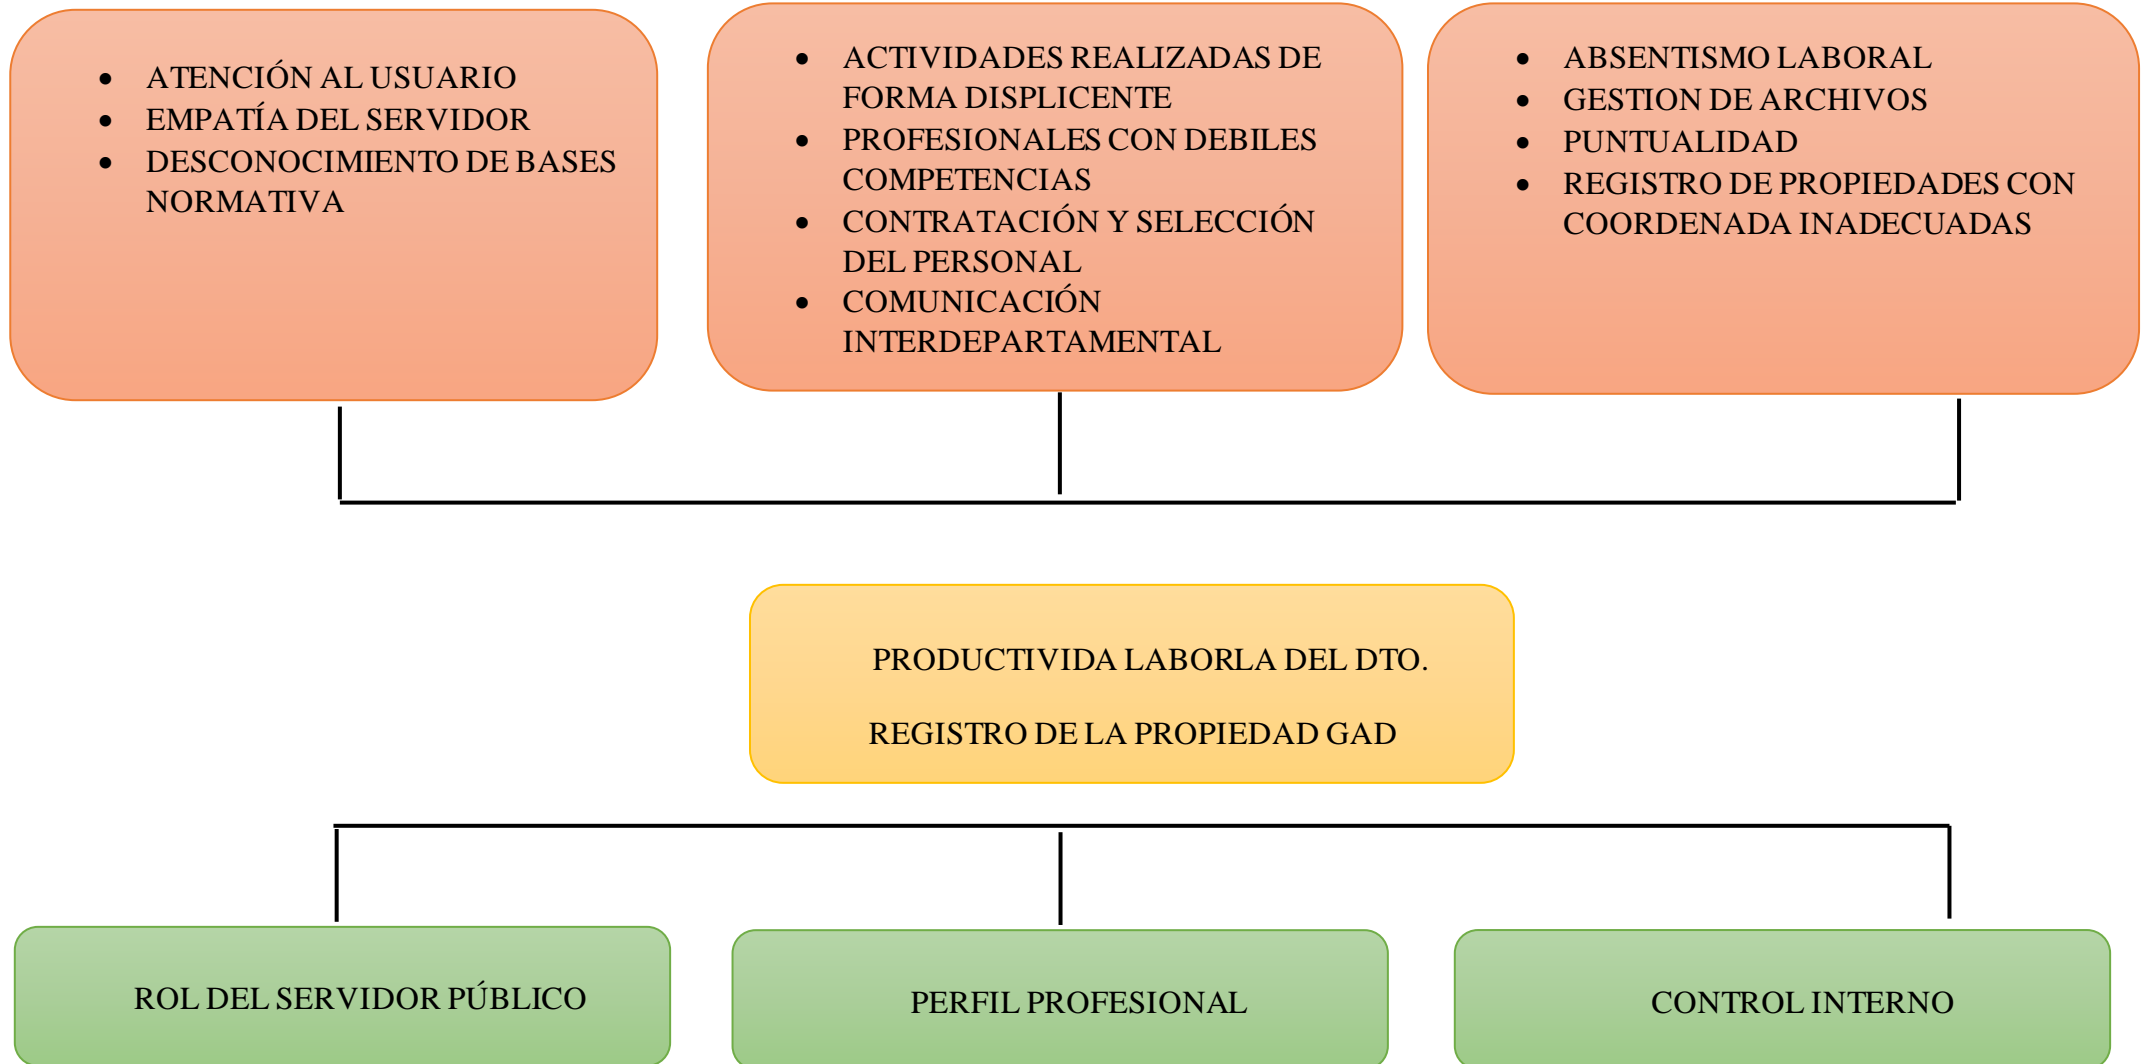 • ATENCIÓN AL USUARIO
• EMPATÍA DEL SERVIDOR
• DESCONOCIMIENTO DE BASES
NORMATIVA
• ACTIVIDADES REALIZADAS DE
FORMA DISPLICENTE
• PROFESIONALES CON DEBILES
COMPETENCIAS
• CONTRATACIÓN Y SELECCIÓN
DEL PERSONAL
• COMUNICACIÓN
INTERDEPARTAMENTAL
• ABSENTISMO LABORAL
• GESTION DE ARCHIVOS
• PUNTUALIDAD
• REGISTRO DE PROPIEDADES CON
COORDENADA INADECUADAS
PRODUCTIVIDA LABORLA DEL DTO.
REGISTRO DE LA PROPIEDAD GAD
ROL DEL SERVIDOR PÚBLICO
PERFIL PROFESIONAL
CONTROL INTERNO